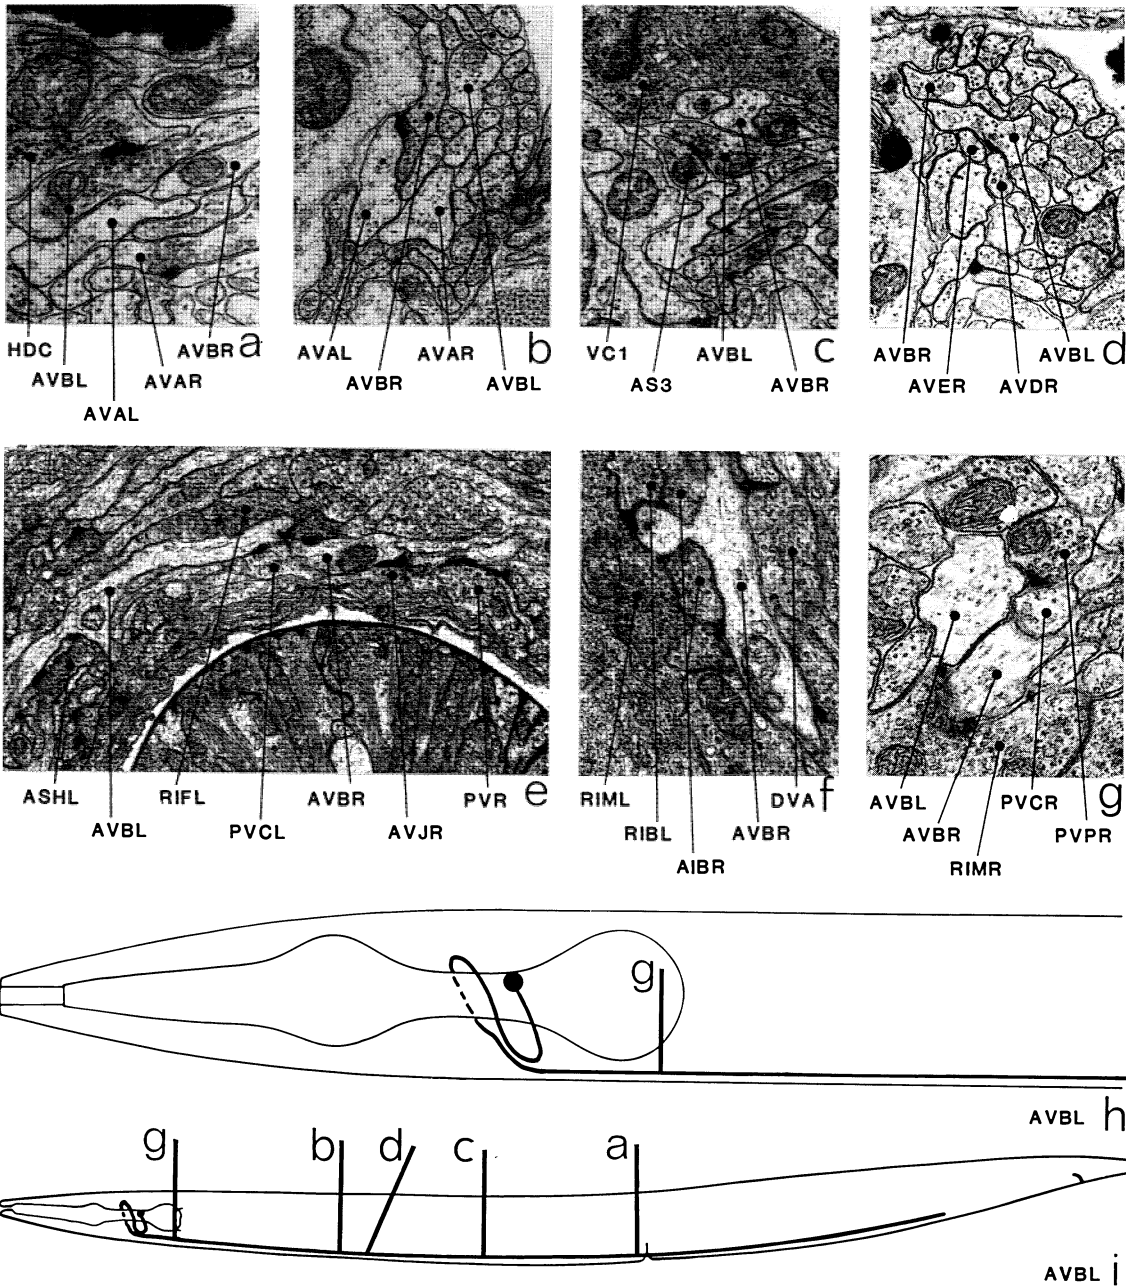 HDC
AVBR a
AVBL
AVAR
AVAL
AVAL
AVAR
b
AVBR
AVBL
VC1
AVBL
c
AS3
AVBR
AVBR
AVBL
d
AVER
AVDR
ASHL
RIFL
AVBR
PVR
e
AVBL
PVCL
AVJR
RIML
DVA
f
RIBL
AVBR
AIBR
AVBL
PVCR
g
AVBR
PVPR
RIMR
g
AVBL h
g
b
d
c
a
AVBL i